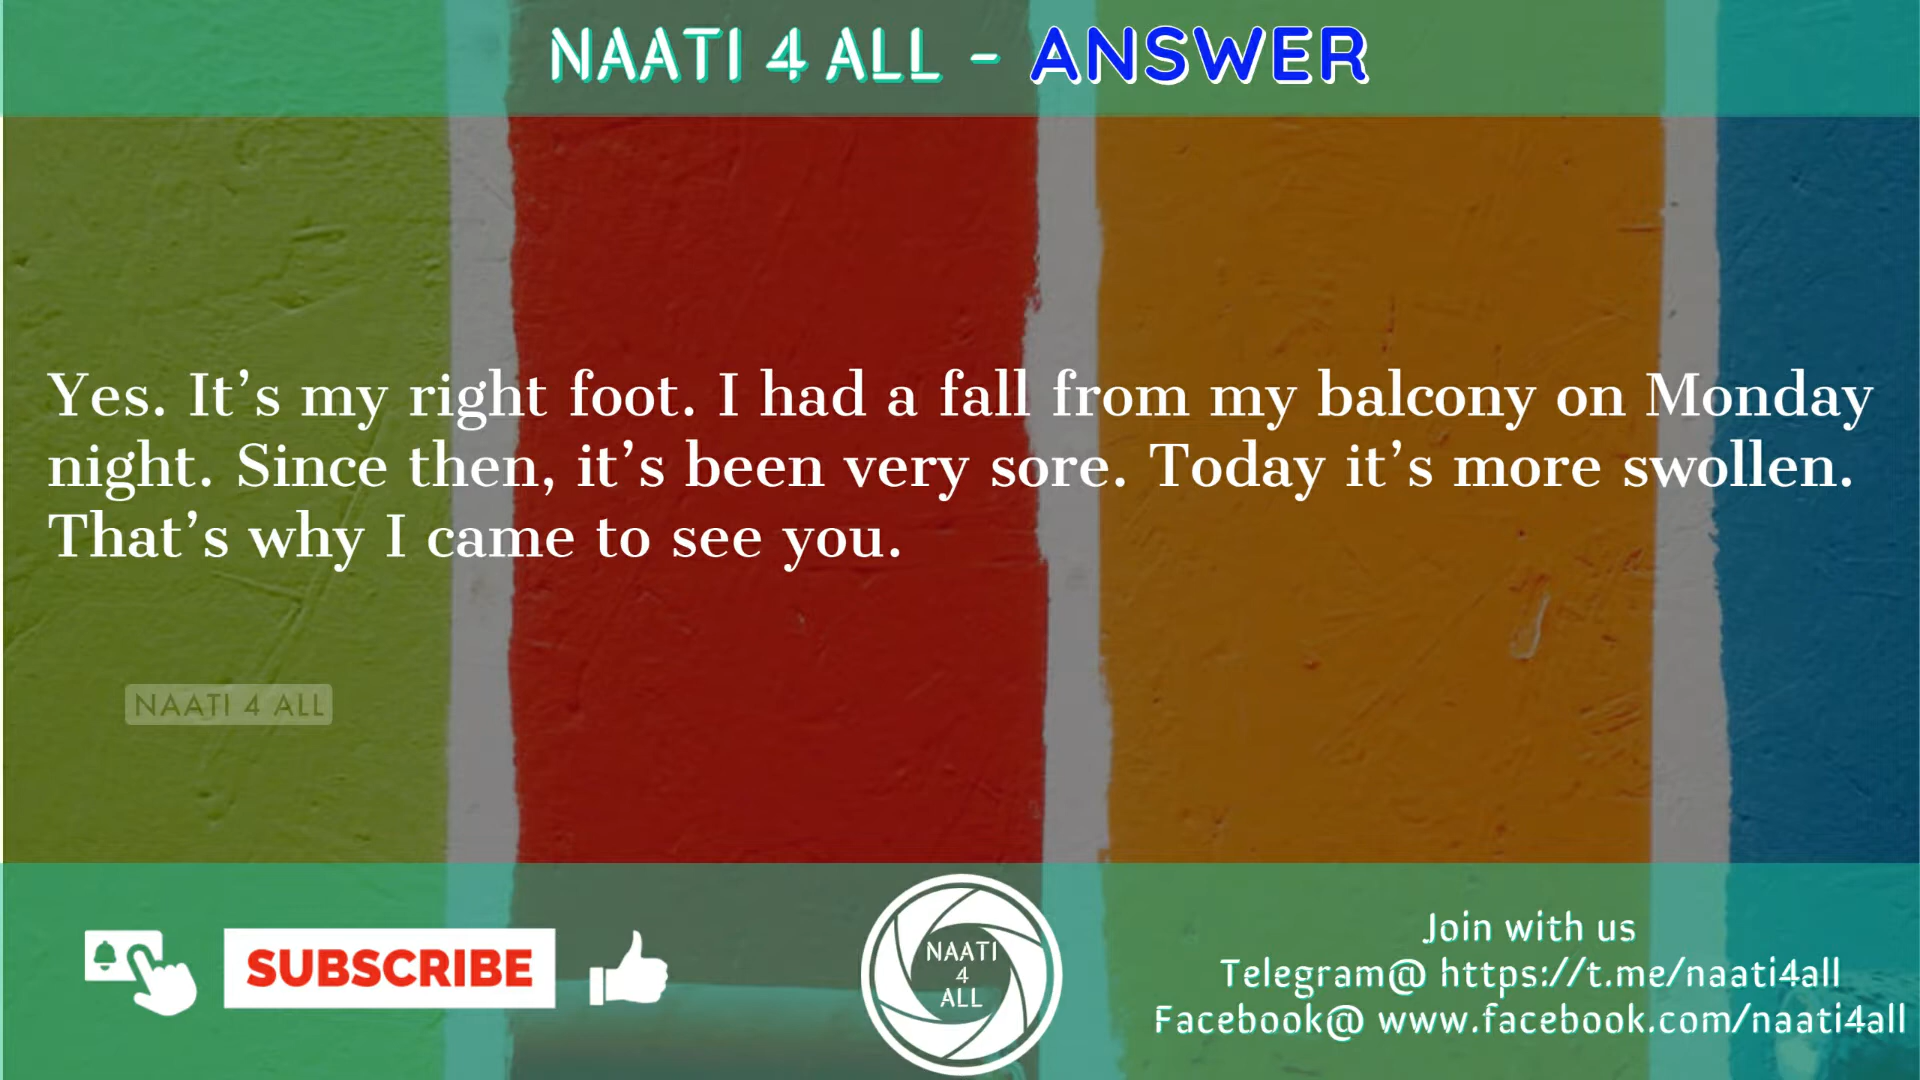 NAATI 4 ALL - ANSWER
Yes. It’s my right foot. I had a fall from my balcony on Monday
night. Since then, it’s been very sore. Today it’s more swollen.
That’s why I came to see you.
NAATI 4 ALL
SUBSCRIBE
NAATI
4
ALL
Join with us
Telegram@ https://t.me/naati4all
Facebook@ www.facebook.com/naati4all